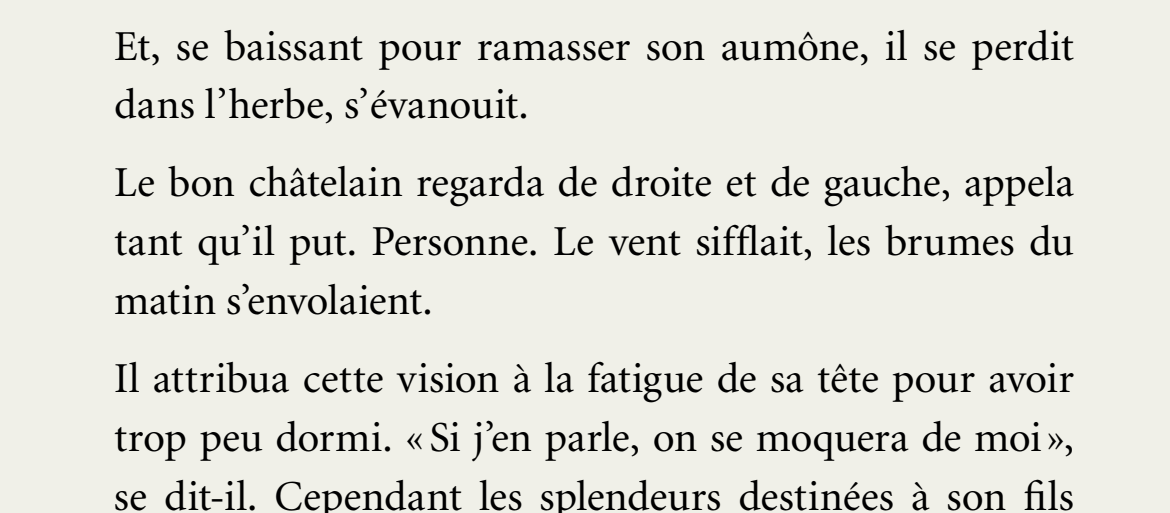 Et, se baissant pour ramasser son aumône, il se perdit
dans l’herbe, s’évanouit.
Le bon châtelain regarda de droite et de gauche, appela
tant qu’il put. Personne. Le vent sifflait, les brumes du
matin s’envolaient.
Il attribua cette vision à la fatigue de sa tête pour avoir
trop peu dormi. « Si j’en parle, on se moquera de moi »,
se dit-il. Cependant les splendeurs destinées à son fils